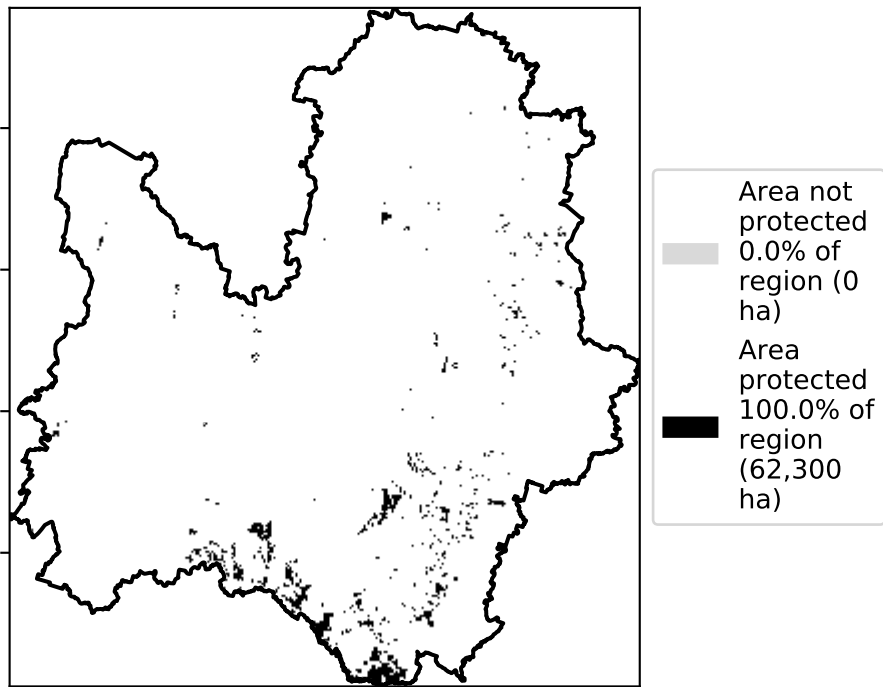 Area not
protected
0.0% of
region (0
ha)
Area
protected
100.0% of
region
(62,300
ha)